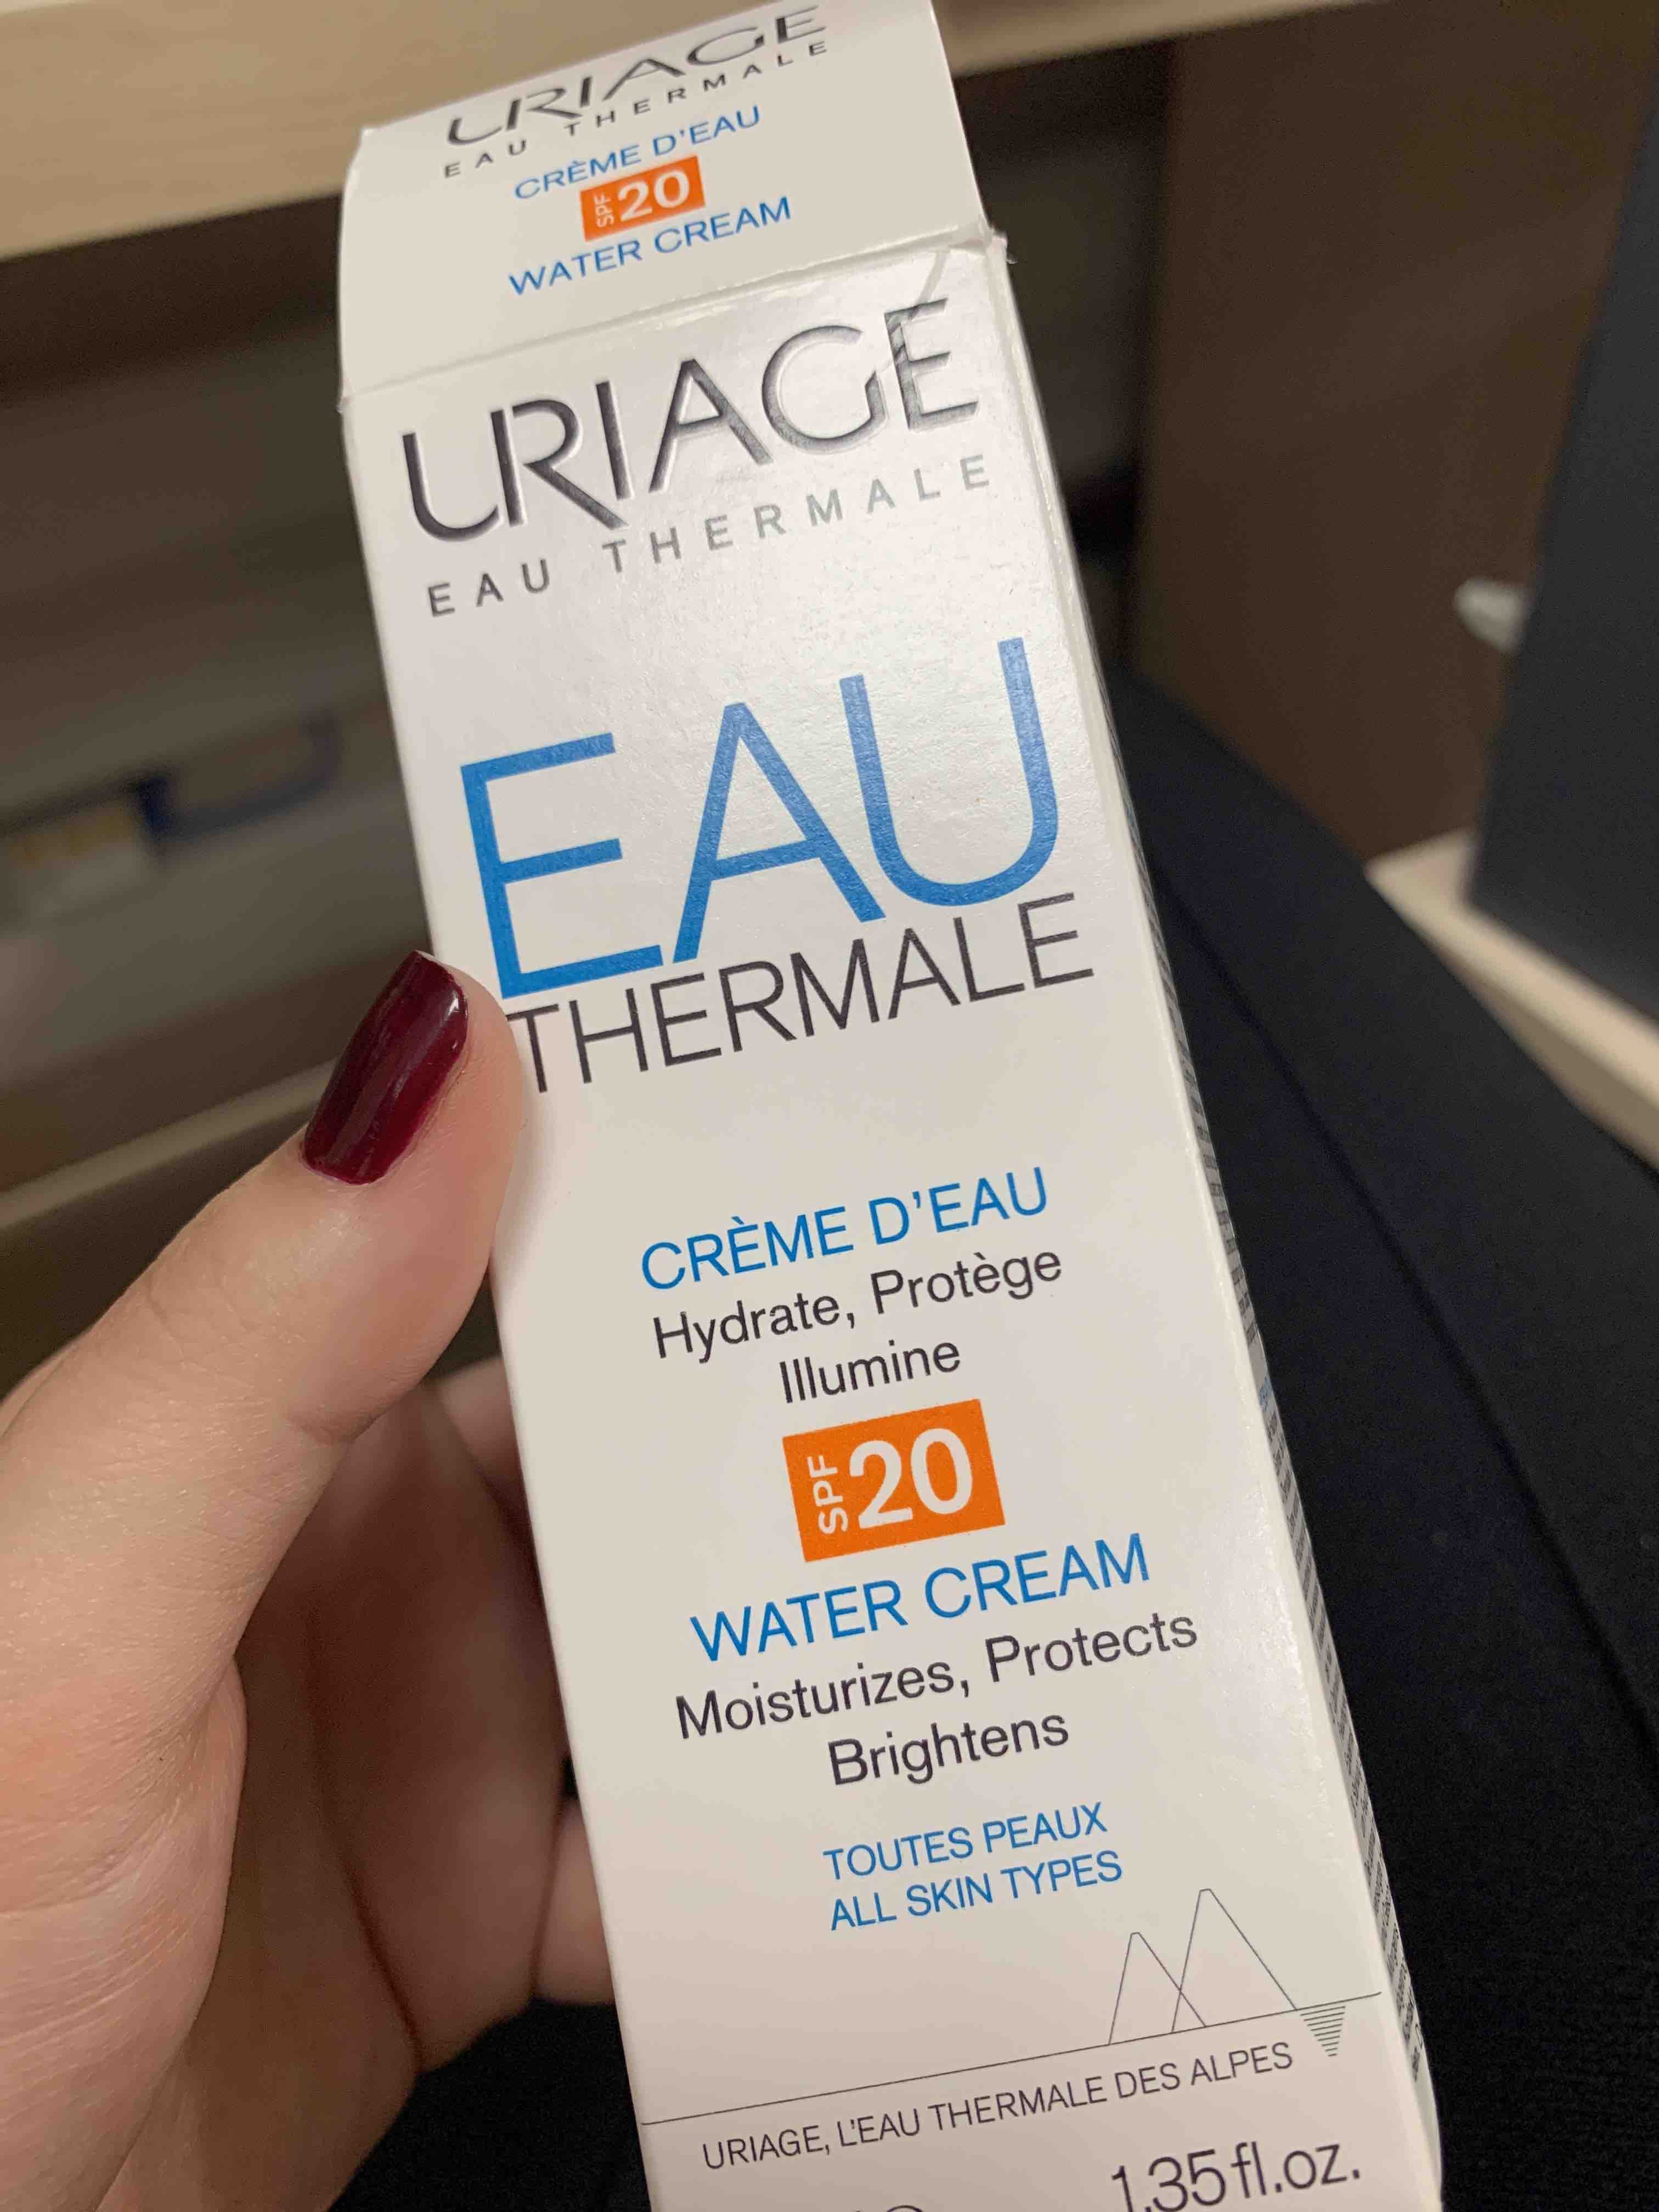 URIAGE
EAU THERMALE
CRÈME D'EAU
SPF 20
WATER CREAM
URIAGE
EAU THERMALE
EAU
THERMALE
CRÈME D'EAU
Hydrate, Protège
Illumine
SPF 20
WATER CREAM
Moisturizes, Protects
Brightens
TOUTES PEAUX
ALL SKIN TYPES
URIAGE, L'EAU THERMALE DES ALPES
1.35 fl.oz.